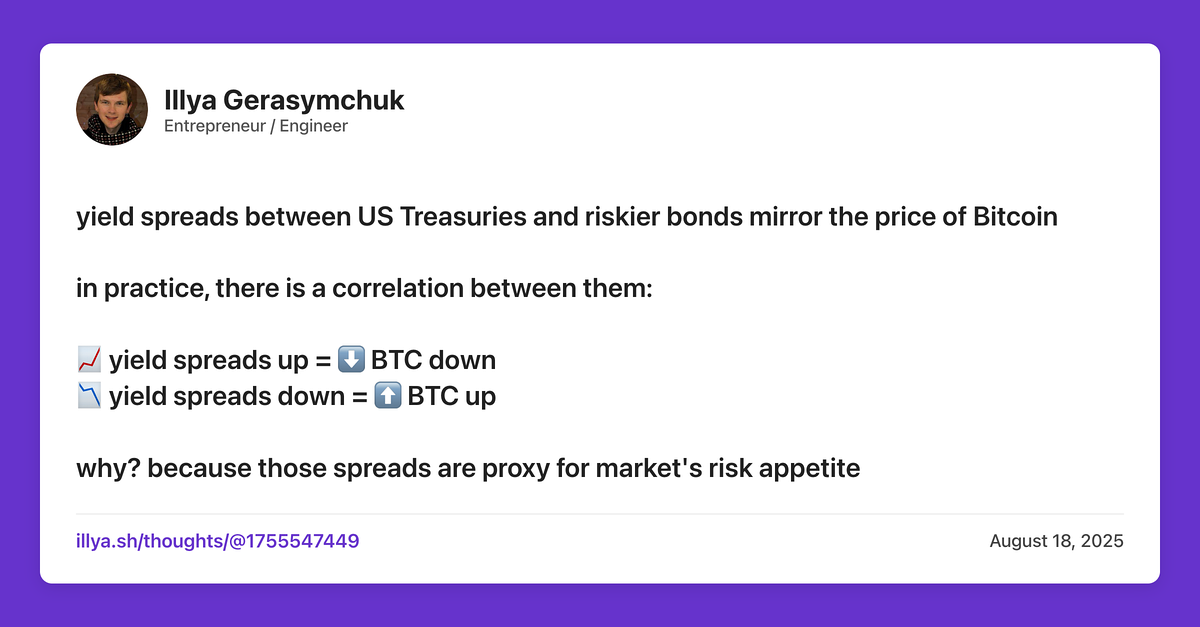 Illya Gerasymchuk
Entrepreneur / Engineer
yield spreads between US Treasuries and riskier bonds mirror the price of Bitcoin
in practice, there is a correlation between them:
📈 yield spreads up = ⬇️ BTC down
📉 yield spreads down = ⬆️ BTC up
why? because those spreads are proxy for market's risk appetite
illya.sh/thoughts/@1755547449
August 18, 2025